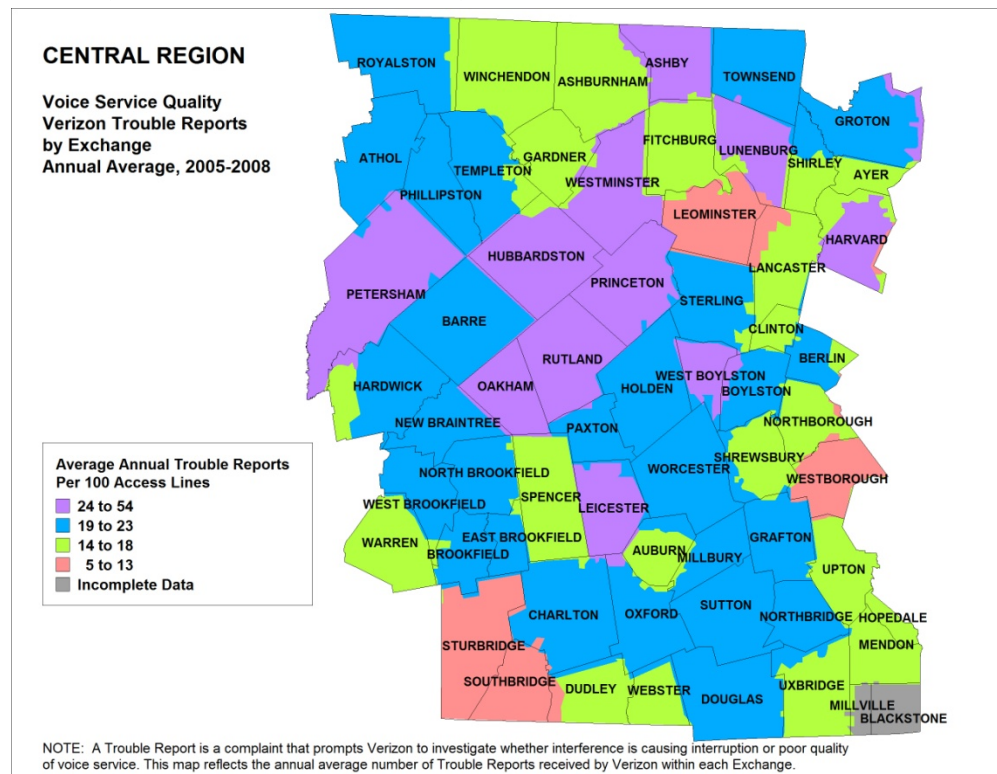 CENTRAL REGION
Voice Service Quality
Verizon Trouble Reports
by Exchange
Annual Average, 2005-2008
ROYALSTON
WINCHENDON
ASHBURNHAM
ASHBY
TOWNSEND
GROTON
ATHOL
PHILLIPSTON
TEMPLETON
GARDNER
WESTMINSTER
FITCHBURG
LUNENBURG
SHIRLEY
AYER
LEOMINSTER
HARVARD
LANCASTER
HUBBARDSTON
PRINCETON
PETERSHAM
BARRE
STERLING
CLINTON
BERLIN
RUTLAND
OAKHAM
HOLDEN
WEST BOYLSTON
BOYLSTON
HARDWICK
NEW BRAINTREE
PAXTON
NORTHBOROUGH
SHREWSBURY
WORCESTER
WESTBOROUGH
NORTH BROOKFIELD
SPENCER
LEICESTER
WEST BROOKFIELD
WARREN
BROOKFIELD
EAST BROOKFIELD
AUBURN
MILLBURY
GRAFTON
UPTON
CHARLTON
OXFORD
SUTTON
NORTHBRIDGE
HOPEDALE
MENDON
STURBRIDGE
SOUTHBRIDGE
DUDLEY
WEBSTER
DOUGLAS
UXBRIDGE
MILLVILLE
BLACKSTONE
Average Annual Trouble Reports
Per 100 Access Lines
24 to 54
19 to 23
14 to 18
5 to 13
Incomplete Data
NOTE: A Trouble Report is a complaint that prompts Verizon to investigate whether interference is causing interruption or poor quality
of voice service. This map reflects the annual average number of Trouble Reports received by Verizon within each Exchange.